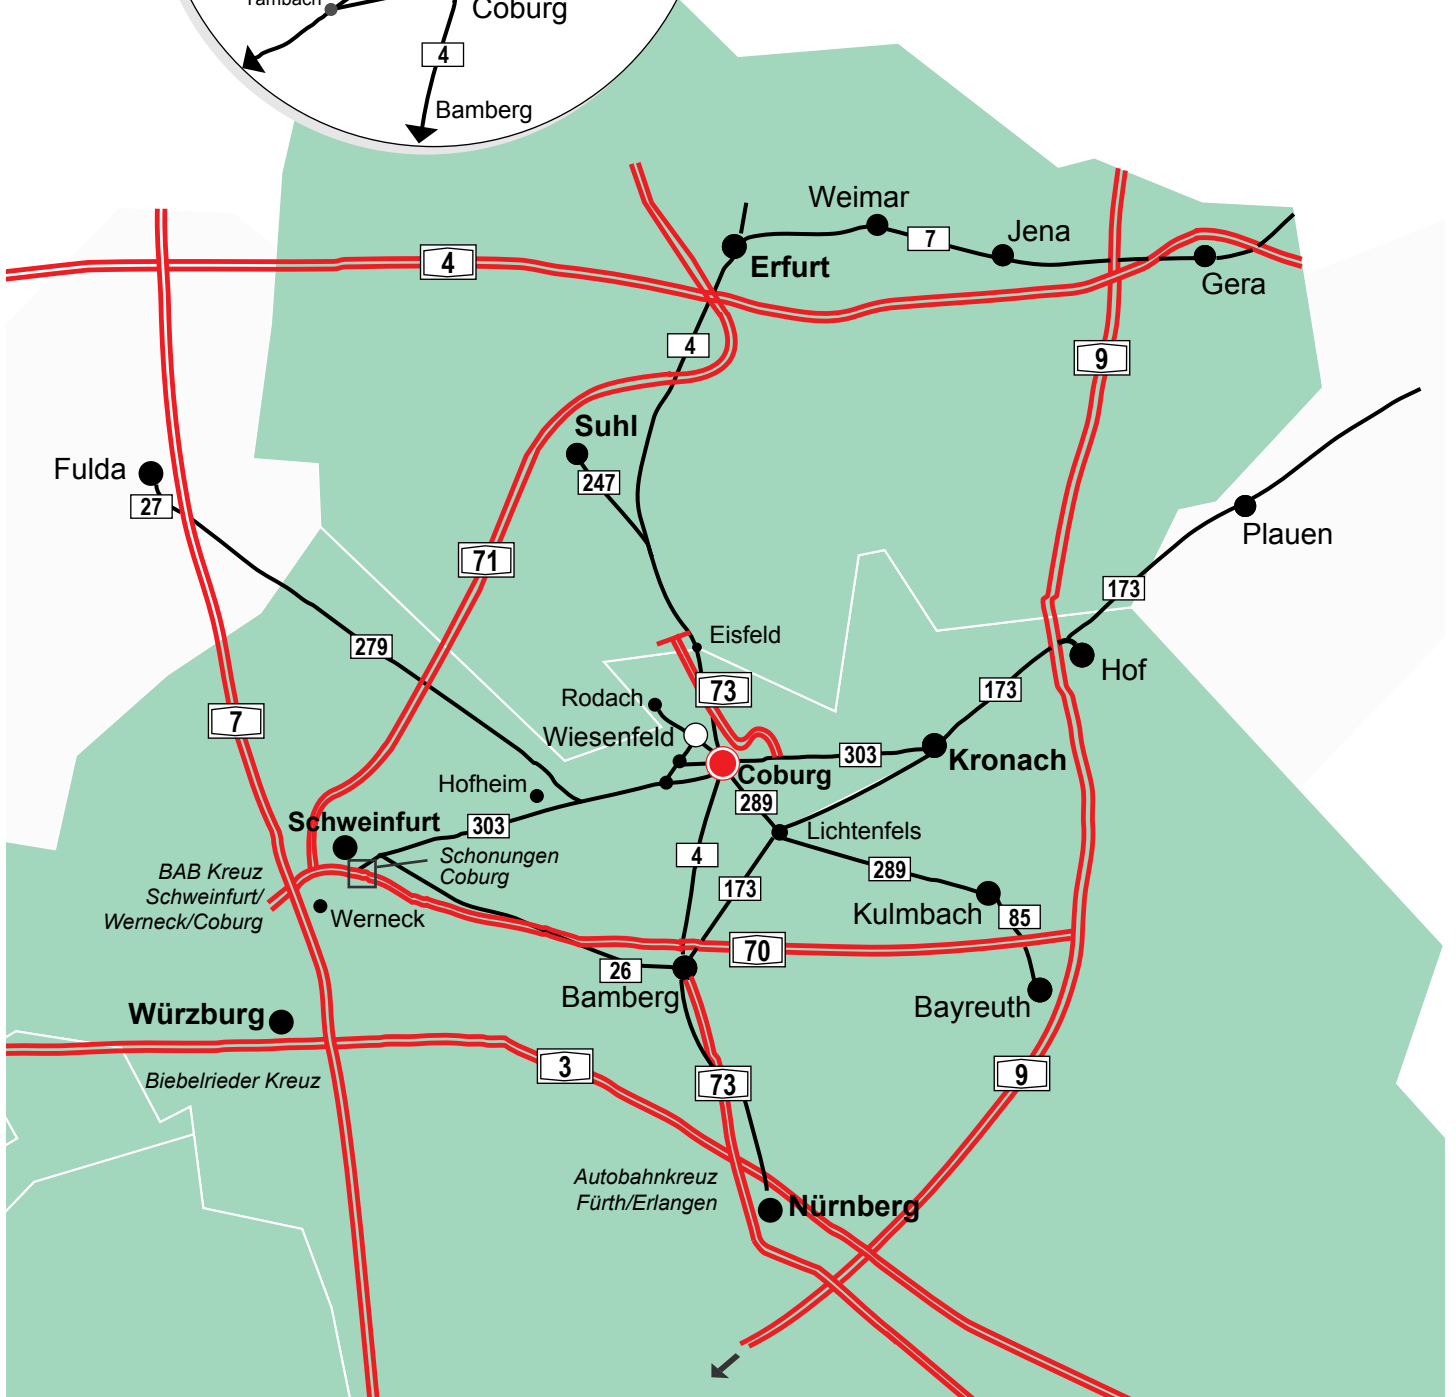 Tambach
Coburg
4
Bamberg
Weimar
7
Jena
Erfurt
Gera
4
4
9
Suhl
247
Fulda
27
Plauen
71
173
Eisfeld
279
Hof
73
173
Rodach
7
Wiesenfeld
303
Kronach
Coburg
Hofheim
289
Schweinfurt
303
Lichtenfels
4
Schonungen
Coburg
BAB Kreuz
Schweinfurt/
Werneck/Coburg
289
173
Kulmbach
85
Werneck
70
26
Bamberg
Bayreuth
Würzburg
3
Biebelrieder Kreuz
73
9
Autobahnkreuz
Fürth/Erlangen
Nürnberg